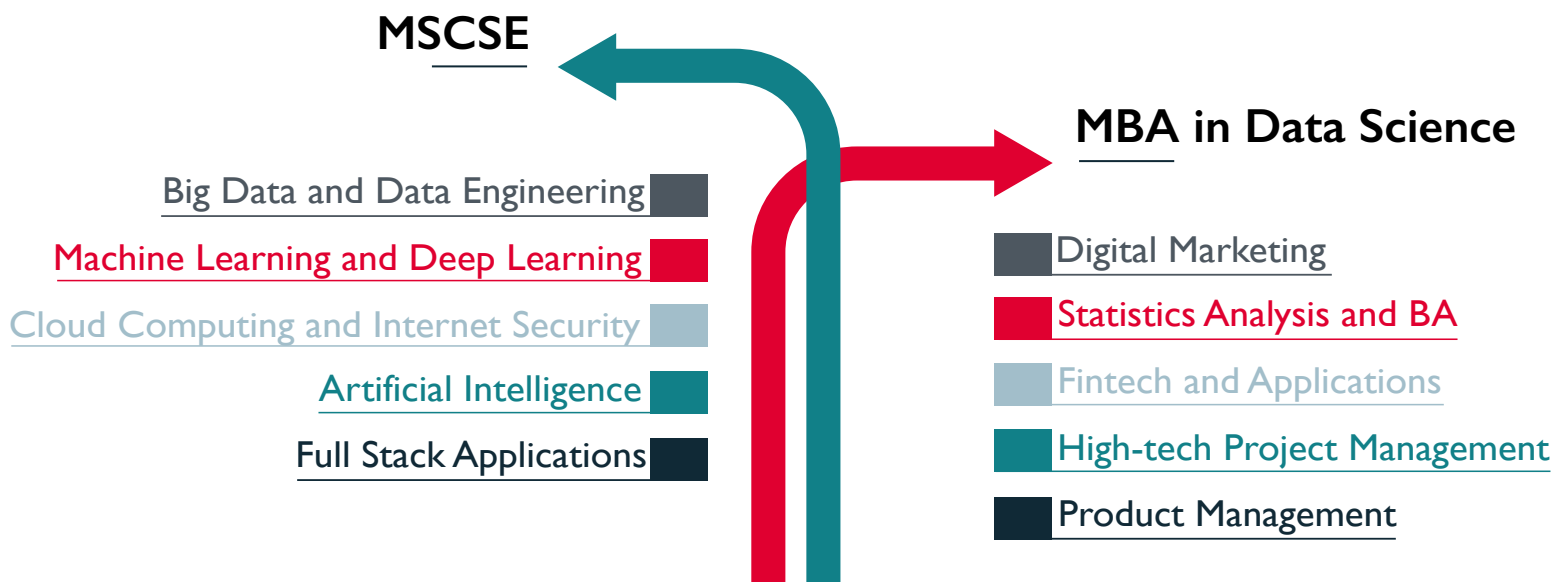 MSCSE
Big Data and Data Engineering
Machine Learning and Deep Learning
Cloud Computing and Internet Security
Artificial Intelligence
Full Stack Applications
MBA in Data Science
Digital Marketing
Statistics Analysis and BA
Fintech and Applications
High-tech Project Management
Product Management